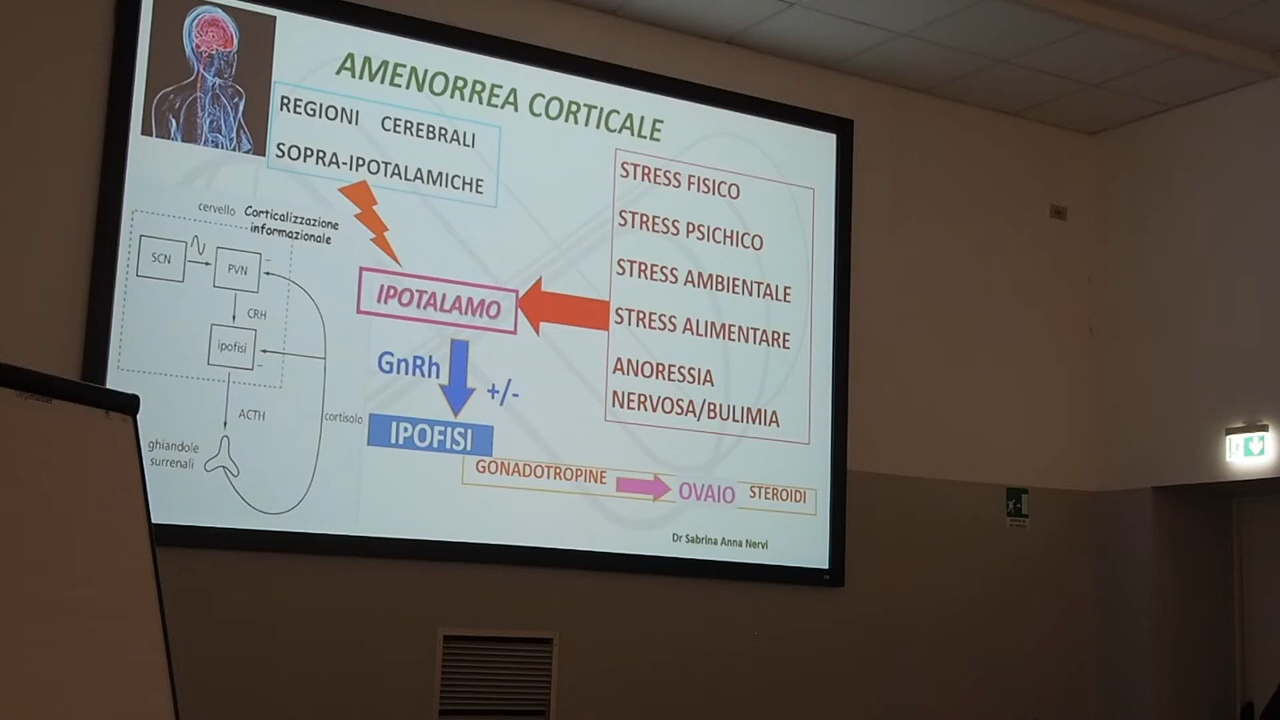 AMENORREA CORTICALE
REGIONI CEREBRALI
SOPRA-IPOTALAMICHE
cervello
Corticalizzazione
informazionale
SCN
PVN
CRH
ipofisi
ACTH
cortisolo
ghiandole
surrenali
IPOTALAMO
GnRh
+/-
IPOFISI
STRESS FISICO
STRESS PSICHICO
STRESS AMBIENTALE
STRESS ALIMENTARE
ANORESSIA
NERVOSA/BULIMIA
GONADOTROPINE
OVAIO
STEROIDI
Dr Sabrina Anna Nervi